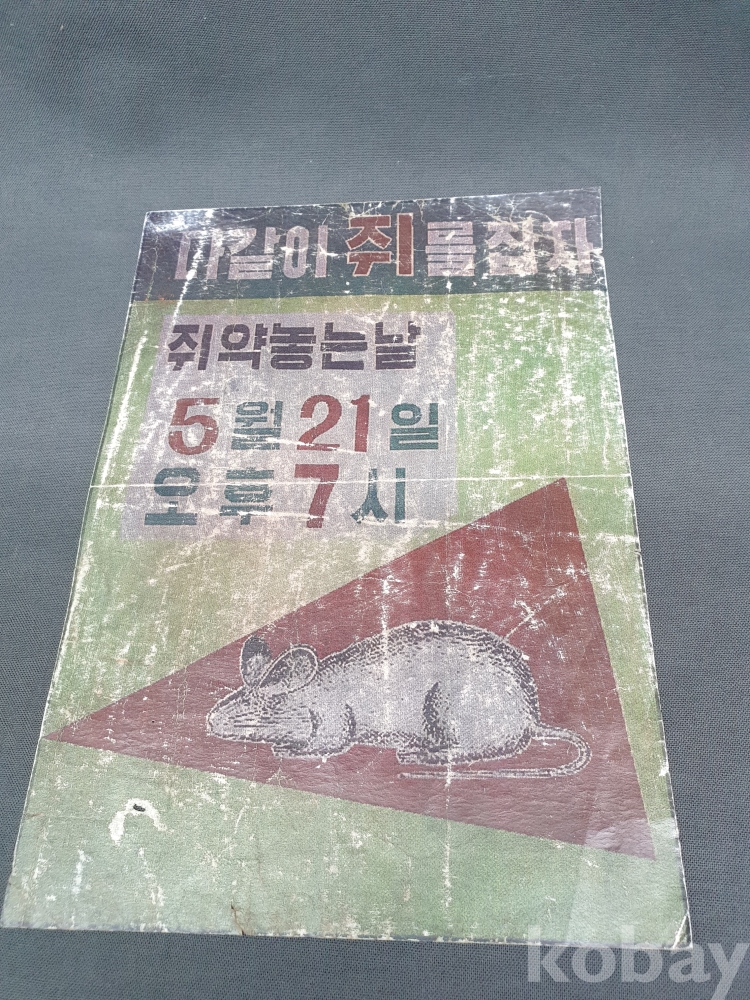 다같이 쥐를 잡자
쥐약놓는날
5월 21일
오후 7시
kobay